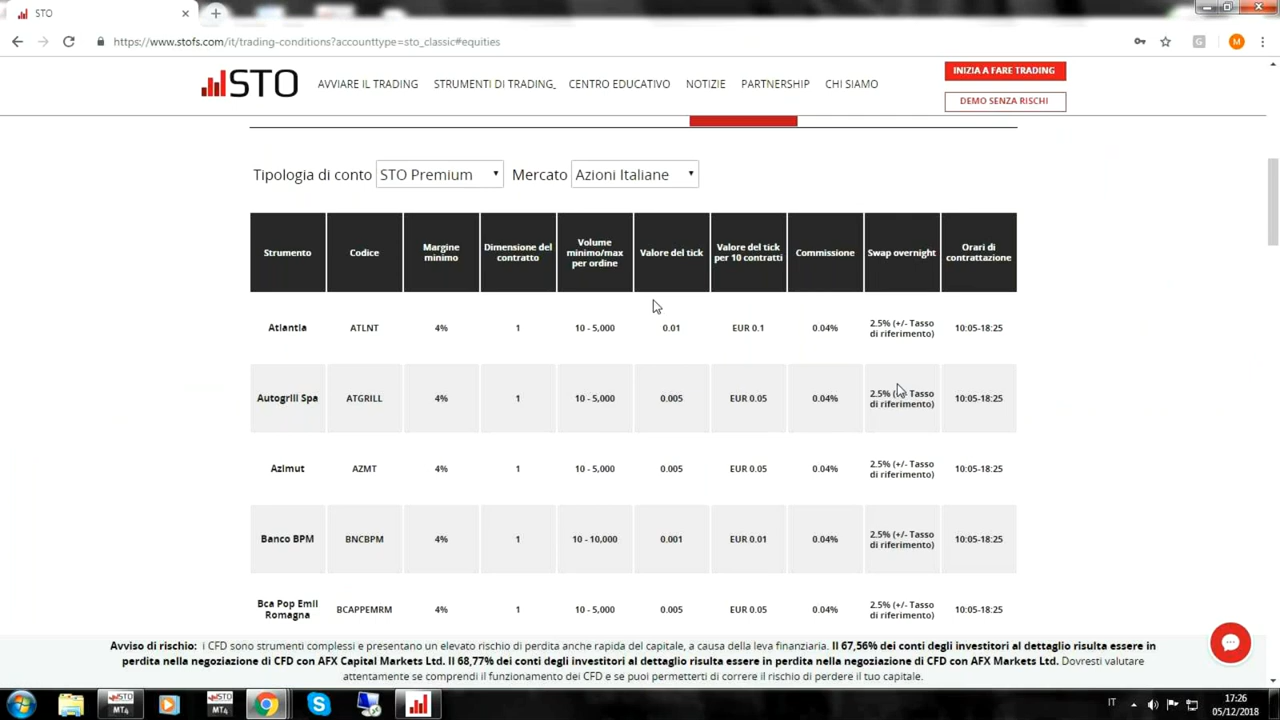 STO
https://www.stofs.com/it/trading-conditions?accounttype=sto_classic#equities
G
M
STO
AVVIARE IL TRADING STRUMENTI DI TRADING_ CENTRO EDUCATIVO NOTIZIE PARTNERSHIP CHI SIAMO
INIZIA A FARE TRADING
DEMO SENZA RISCHI
Tipologia di conto STO Premium Mercato Azioni Italiane
Strumento Codice Margine minimo Dimensione del contratto Volume minimo/max per ordine Valore del tick Valore del tick per 10 contratti Commissione Swap overnight Orari di contrattazione
Atlantia ATLNT 4% 1 10 - 5,000 0.01 EUR 0.1 0.04% 2.5% (+/- Tasso di riferimento) 10:05-18:25
Autogrill Spa ATGRILL 4% 1 10 - 5,000 0.005 EUR 0.05 0.04% 2.5% ( - Tasso di riferimento) 10:05-18:25
Azimut AZMT 4% 1 10 - 5,000 0.005 EUR 0.05 0.04% 2.5% (+/- Tasso di riferimento) 10:05-18:25
Banco BPM BNCBPM 4% 1 10 - 10,000 0.001 EUR 0.01 0.04% 2.5% (+/- Tasso di riferimento) 10:05-18:25
Bca Pop Emil Romagna BCAPPEMRM 4% 1 10 - 5,000 0.005 EUR 0.05 0.04% 2.5% (+/- Tasso di riferimento) 10:05-18:25
Avviso di rischio: i CFD sono strumenti complessi e presentano un elevato rischio di perdita anche rapida del capitale, a causa della leva finanziaria. Il 67,56% dei conti degli investitori al dettaglio risulta essere in
perdita nella negoziazione di CFD con AFX Capital Markets Ltd. Il 68,77% dei conti degli investitori al dettaglio risulta essere in perdita nella negoziazione di CFD con AFX Markets Ltd. Dovresti valutare
attentamente se comprendi il funzionamento dei CFD e se puoi permetterti di correre il rischio di perdere il tuo capitale.
STO MT4 STO MT4
IT 17:26
05/12/2018